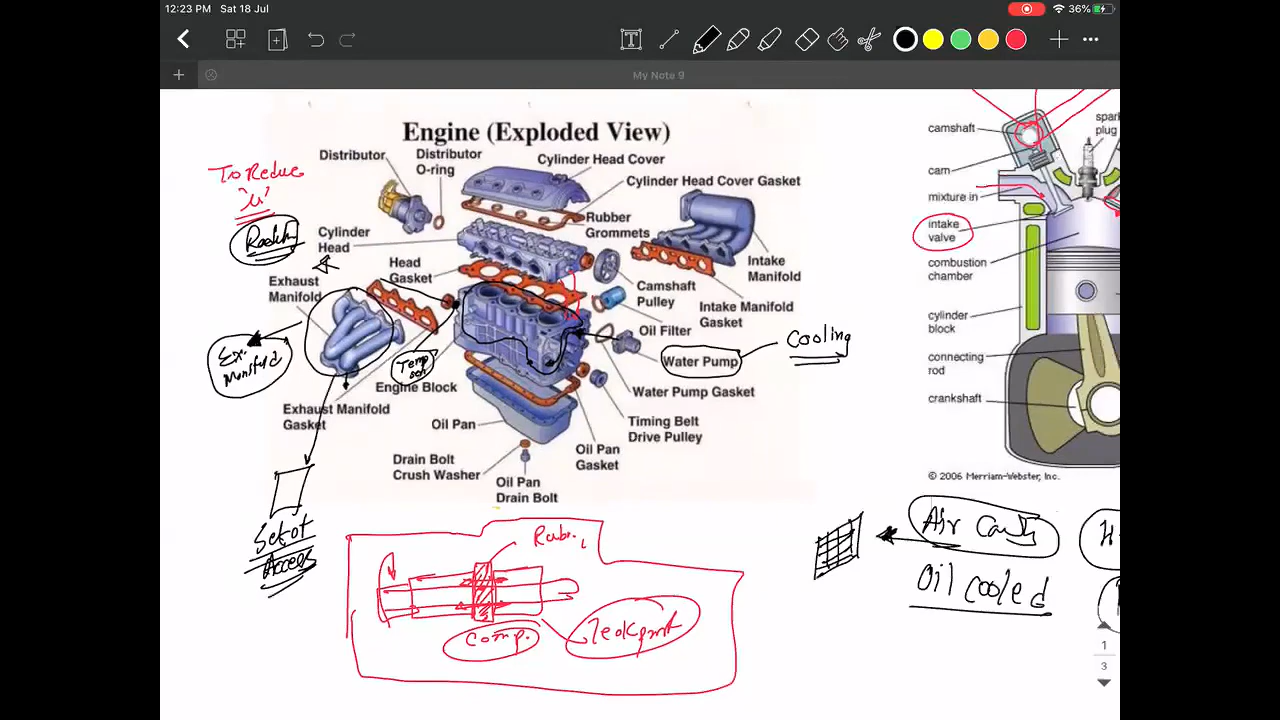 12:23 PM Sat 18 Jul
36%
My Note 9
Engine (Exploded View)
Distributor
Distributor
O-ring
Cylinder Head Cover
Cylinder Head Cover Gasket
Rubber
Grommets
Cylinder
Head
Head
Gasket
Exhaust
Manifold
Intake
Manifold
Camshaft
Pulley
Intake Manifold
Gasket
Oil Filter
Water Pump
Engine Block
Water Pump Gasket
Exhaust Manifold
Gasket
Oil Pan
Timing Belt
Drive Pulley
Drain Bolt
Crush Washer
Oil Pan
Gasket
Oil Pan
Drain Bolt
To Reduce
"u"
Ex.
Manifold
Cooling
Set of
Comp.
camshaft
cam
mixture in
intake
valve
combustion
chamber
cylinder
block
connecting
rod
crankshaft
© 2006 Merriam-Webster, Inc.
Air
Oil cooled
H
1
3